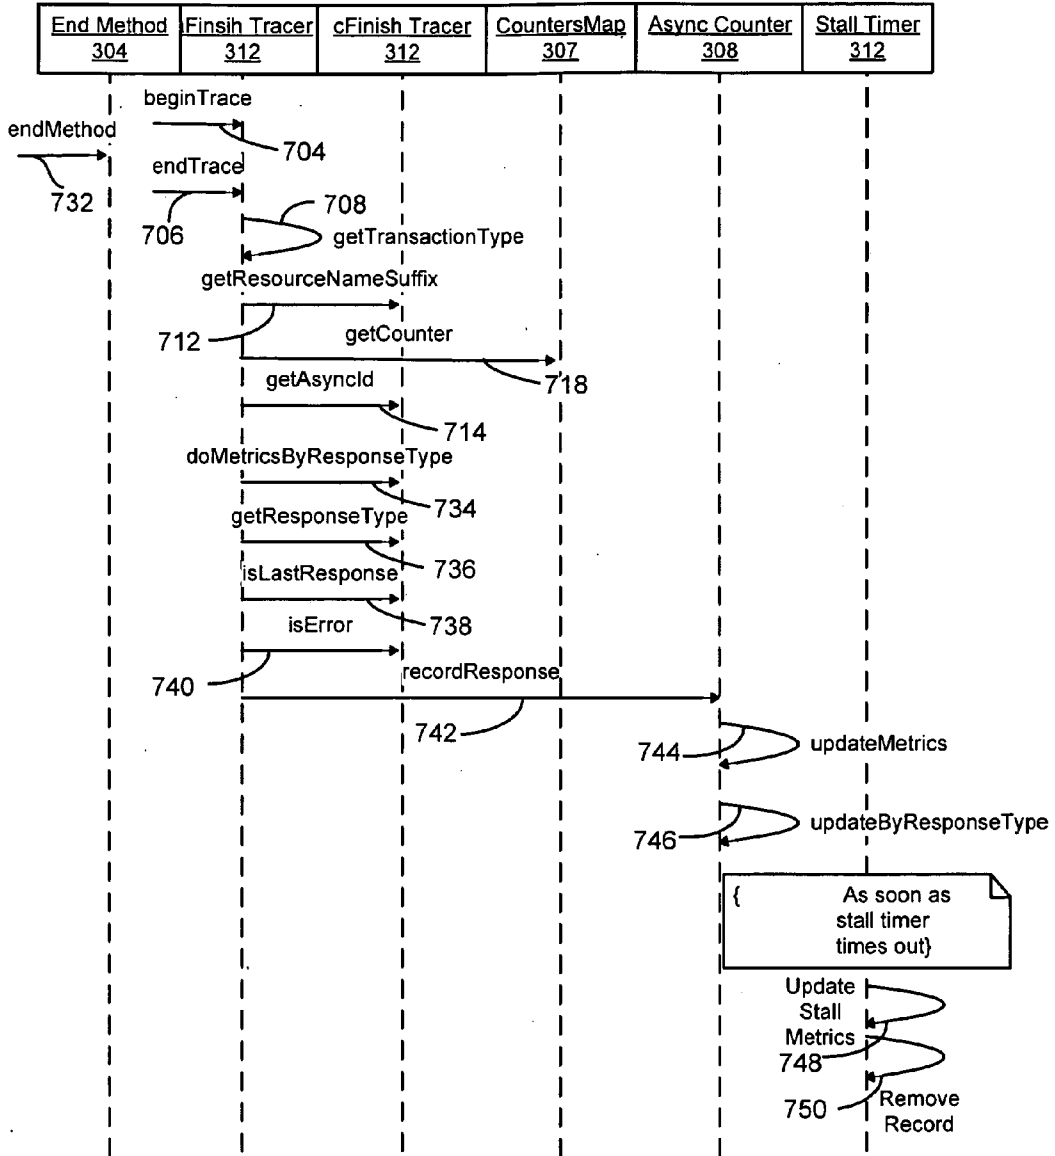 End Method
304
iFinsih Tracer
312
cFinish Tracer
312
CountersMap
307
Async Counter
308
Stall Timer
312
beginTrace
704
endMethod
732
endTrace
706
708
getTransactionType
getResourceNameSuffix
712
getCounter
718
getAsyncId
714
doMetricsByResponseType
734
getResponseType
736
isLastResponse
738
isError
740
recordResponse
742
744
updateMetrics
746
updateByResponseType
{ As soon as
stall timer
times out}
Update
Stall
Metrics
748
750
Remove
Record